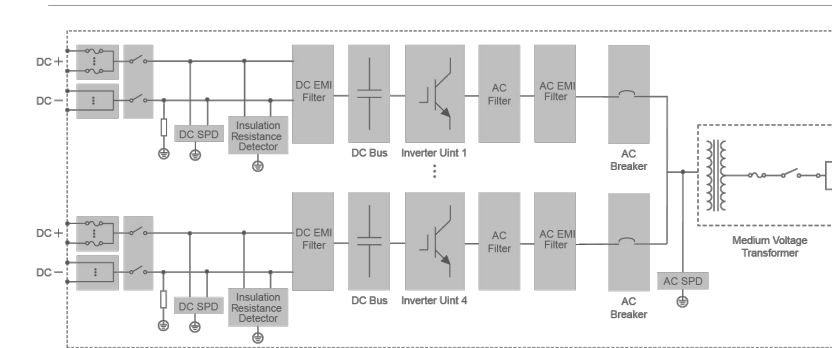 DC +
DC −
DC SPD
Insulation
Resistance
Detector
DC EMI
Filter
DC Bus
Inverter Uint 1
AC
Filter
AC EMI
Filter
AC
Breaker
DC +
DC −
DC SPD
Insulation
Resistance
Detector
DC EMI
Filter
DC Bus
Inverter Uint 4
AC
Filter
AC EMI
Filter
AC
Breaker
AC SPD
Medium Voltage
Transformer